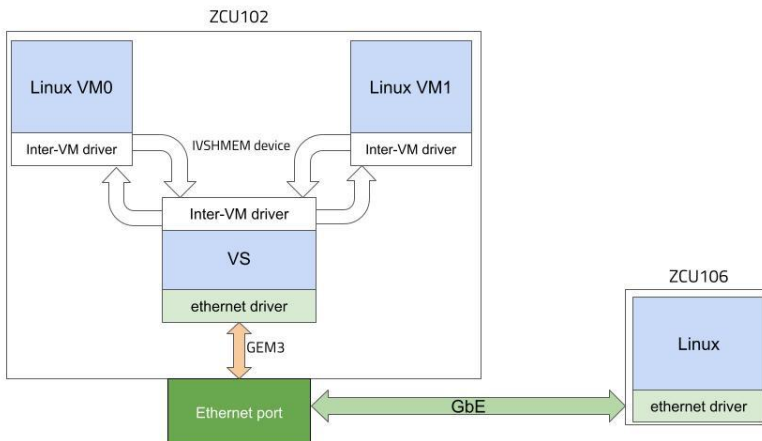 ZCU102
Linux VM0
Linux VM1
Inter-VM driver
IVSHMEM device
Inter-VM driver
Inter-VM driver
VS
ethernet driver
GEM3
Ethernet port
GbE
ZCU106
Linux
ethernet driver